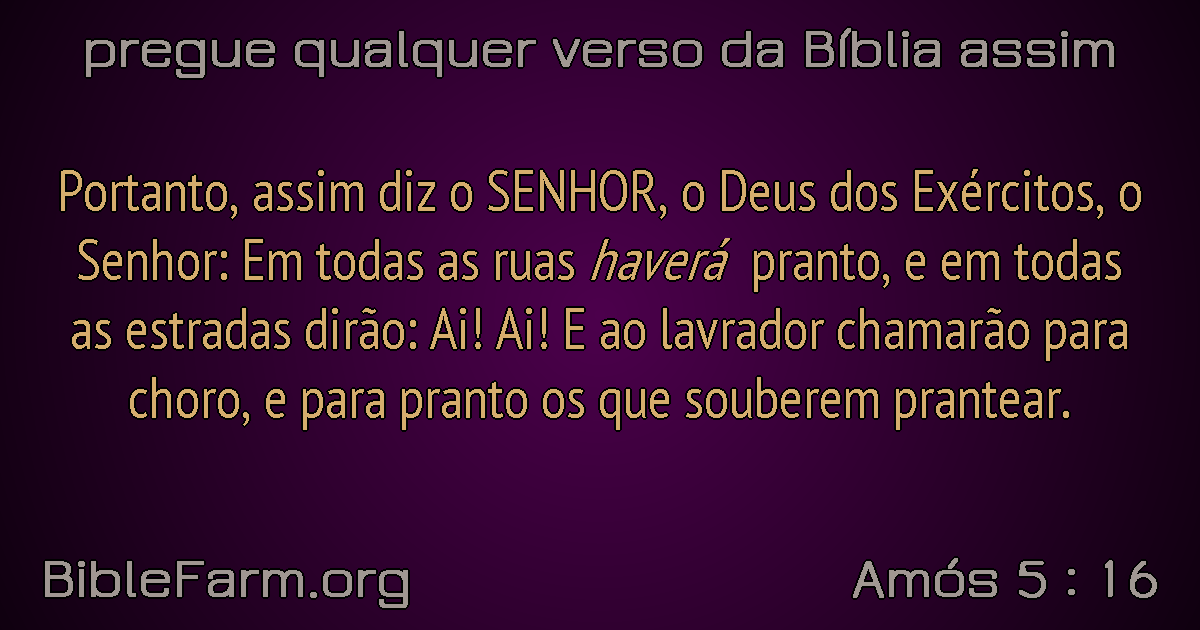 pregue qualquer verso da Bíblia assim
Portanto, assim diz o SENHOR, o Deus dos Exércitos, o
Senhor: Em todas as ruas haverá pranto, e em todas
as estradas dirão: Ai! Ai! E ao lavrador chamarão para
choro, e para pranto os que souberem prantear.
BibleFarm.org
Amós 5 : 16